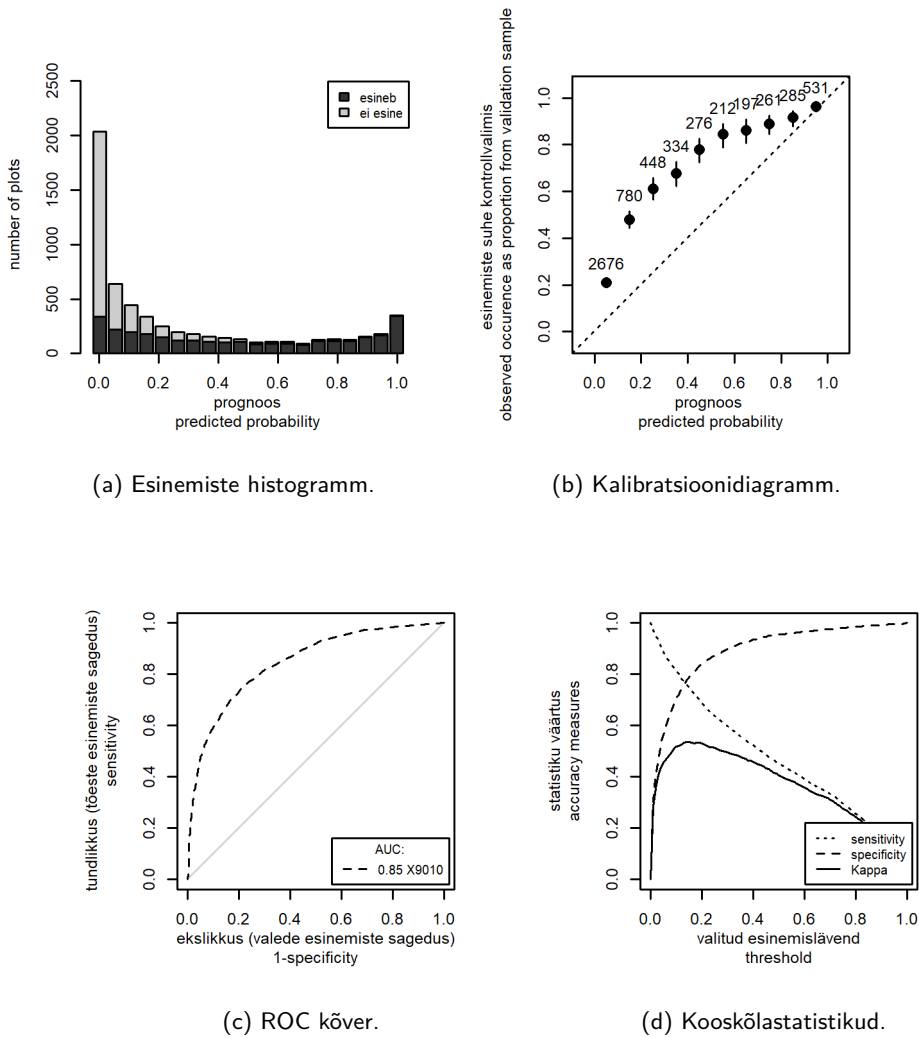 2500
2000
1500
1000
500
0
number of plots
esineb
ei esine
0.0 0.2 0.4 0.6 0.8 1.0
prognoos
predicted probability
(a) Esinemiste histogramm.
esinemiste suhe kontrollvalimis
observed occurence as proportion from validation sample
1.0
0.8
0.6
0.4
0.2
0.0
2676
780
448
334
276
212
197
261
285
531
0.0 0.2 0.4 0.6 0.8 1.0
prognoos
predicted probability
(b) Kalibratsioonidiagramm.
tundlikkus (tõeste esinemiste sagedus)
sensitivity
1.0
0.8
0.6
0.4
0.2
0.0
AUC:
0.85 X9010
0.0 0.2 0.4 0.6 0.8 1.0
ekslikkus (valede esinemiste sagedus)
1-specificity
(c) ROC kõver.
statistiku väärtus
accuracy measures
1.0
0.8
0.6
0.4
0.2
0.0
sensitivity
specificity
Kappa
0.0 0.2 0.4 0.6 0.8 1.0
valitud esinemislävend
threshold
(d) Kooskõlastatistikud.